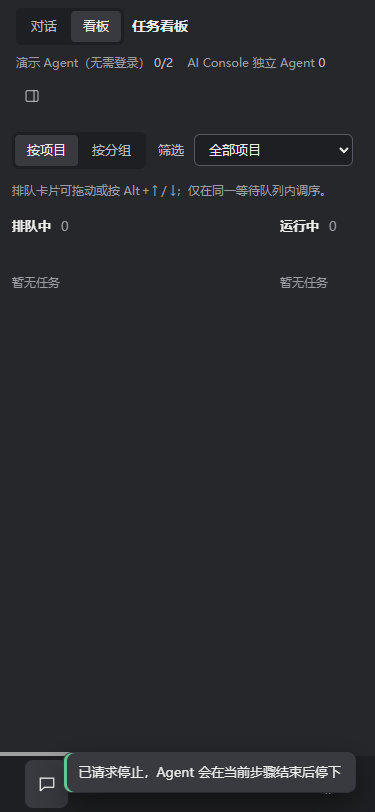 对话 看板 任务看板
演示 Agent（无需登录） 0/2 AI Console 独立 Agent 0
按项目 按分组 筛选 全部项目
排队卡片可拖动或按 Alt+↑/↓；仅在同一等待队列内调序。
排队中 0 运行中 0
暂无任务 暂无任务
已请求停止，Agent 会在当前步骤结束后停下